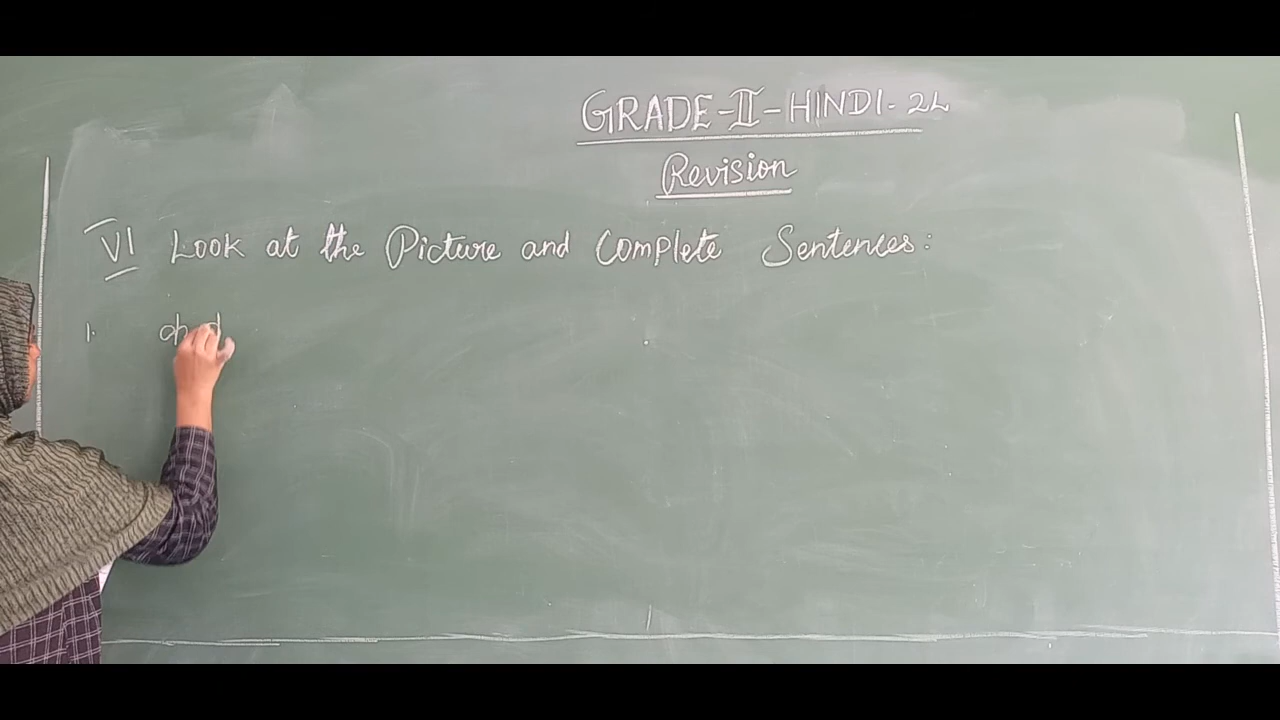 GRADE-II-HINDI-2L
Revision
VI Look at the Picture and Complete Sentences:
1.